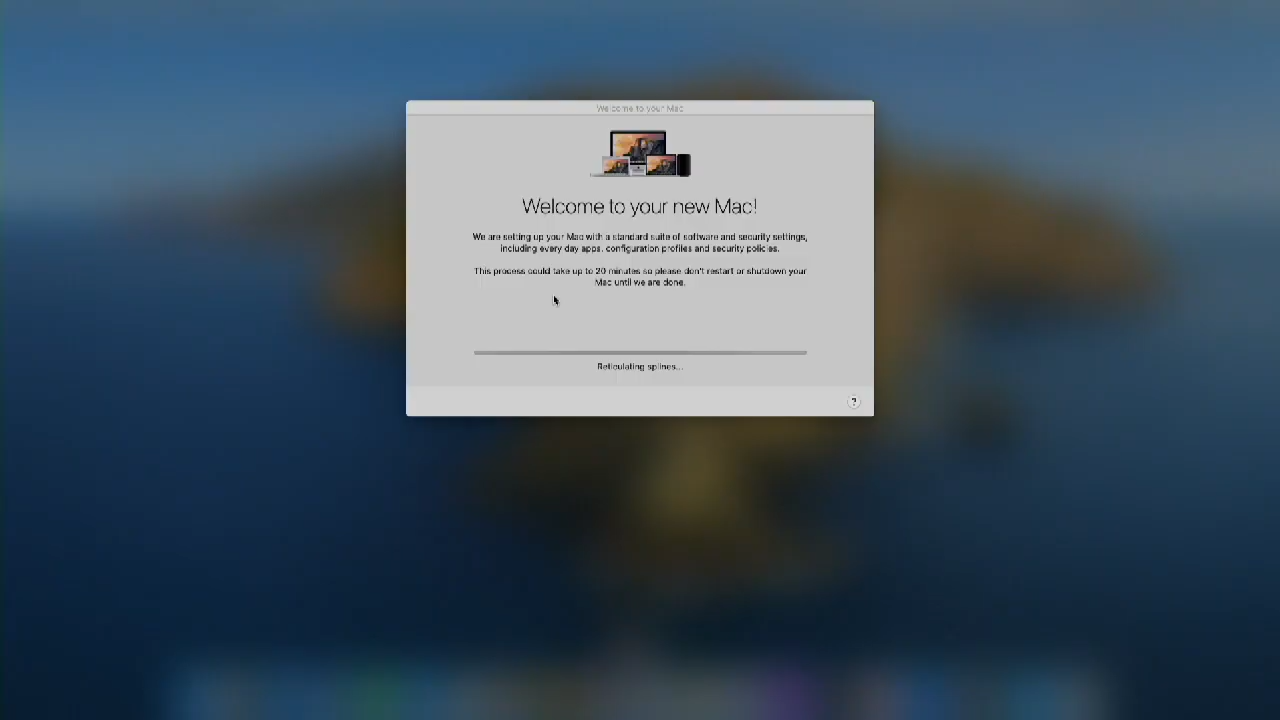 Welcome to your Mac
Welcome to your new Mac!
We are setting up your Mac with a standard suite of software and security settings,
including every day apps, configuration profiles and security policies.
This process could take up to 20 minutes so please don't restart or shutdown your
Mac until we are done.
Reticulating splines...
?